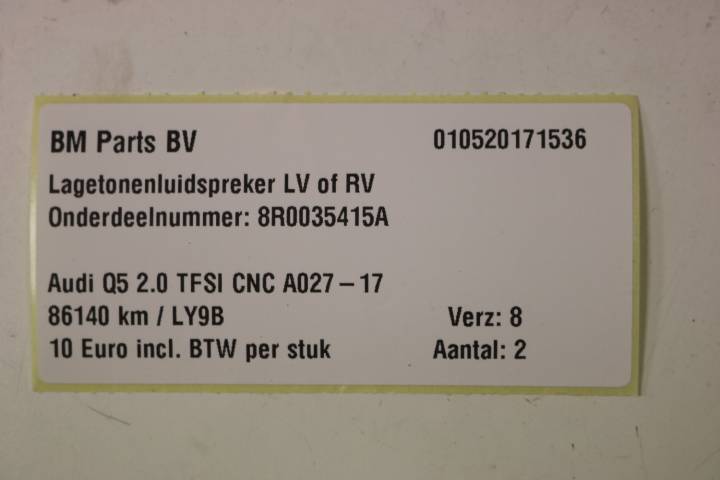 BM Parts BV 010520171536
Lagetonenluidspreker LV of RV
Onderdeelnummer: 8R0035415A
Audi Q5 2.0 TFSI CNC A027-17
86140 km / LY9B Verz: 8
10 Euro incl. BTW per stuk Aantal: 2